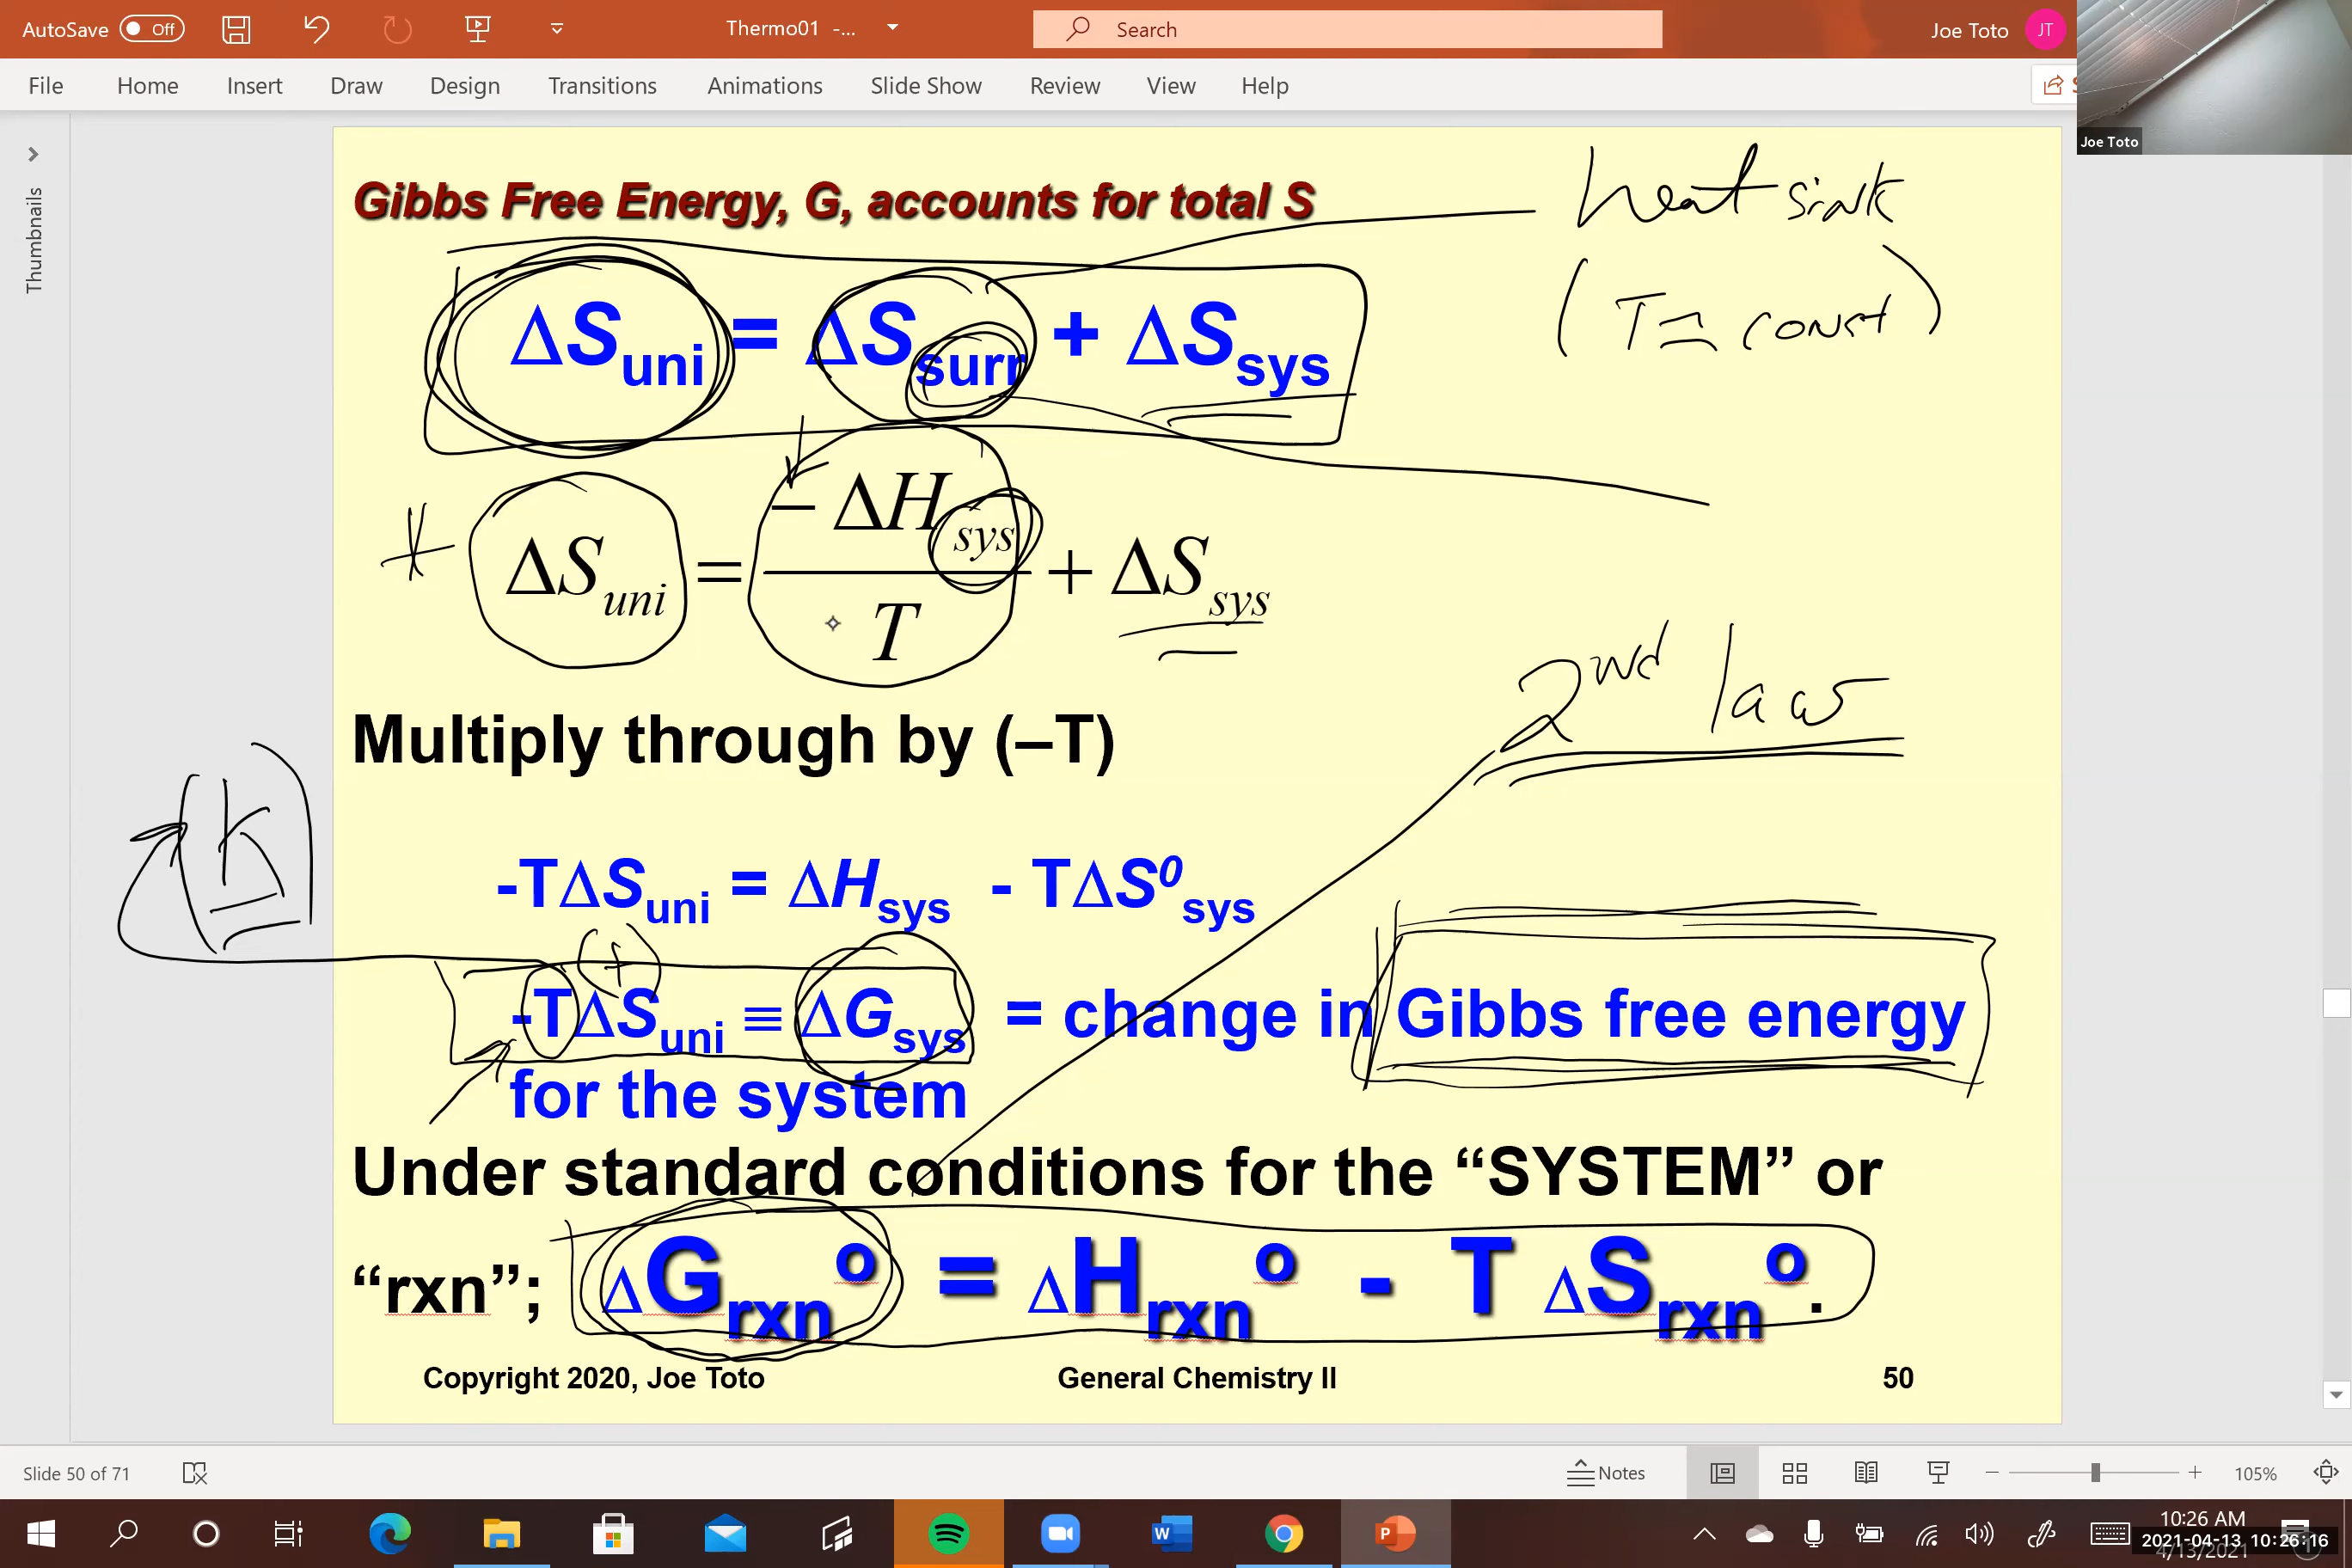 AutoSave Off Thermo01 -... Search Joe Toto JT
File Home Insert Draw Design Transitions Animations Slide Show Review View Help S
Joe Toto
Thumbnails
Gibbs Free Energy, G, accounts for total S
heat sink
(T ≃ const)
ΔSuni = ΔSsurr + ΔSsys
+ ΔSuni = -ΔHsys / T + ΔSsys
2nd law
Multiply through by (–T)
(K)
-TΔSuni = ΔHsys - TΔS⁰sys
(+)
-TΔSuni ≡ ΔGsys = change in Gibbs free energy
for the system
Under standard conditions for the “SYSTEM” or
“rxn”; ΔGrxnº = ΔHrxnº - T ΔSrxnº.
Copyright 2020, Joe Toto General Chemistry II 50
Slide 50 of 71 Notes 105%
W P 10:26 AM
2021-04-13 10:26:16
4/13/2021